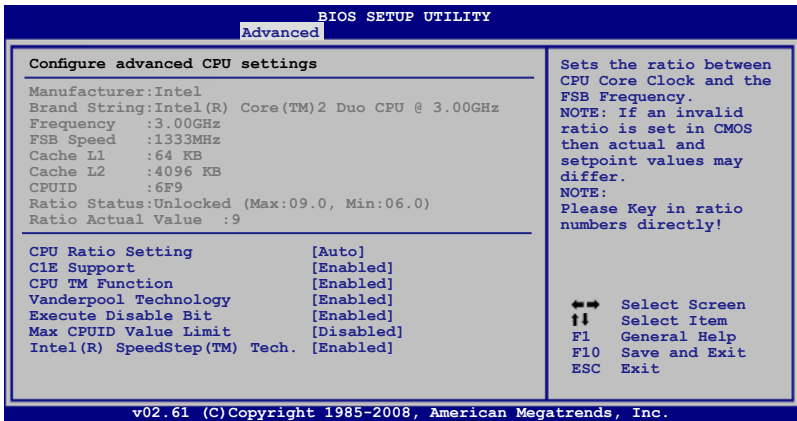 BIOS SETUP UTILITY
Advanced
Configure advanced CPU settings
Manufacturer:Intel
Brand String:Intel(R) Core(TM)2 Duo CPU @ 3.00GHz
Frequency :3.00GHz
FSB Speed :1333MHz
Cache L1 :64 KB
Cache L2 :4096 KB
CPUID :6F9
Ratio Status:Unlocked (Max:09.0, Min:06.0)
Ratio Actual Value :9
CPU Ratio Setting [Auto]
C1E Support [Enabled]
CPU TM Function [Enabled]
Vanderpool Technology [Enabled]
Execute Disable Bit [Enabled]
Max CPUID Value Limit [Disabled]
Intel(R) SpeedStep(TM) Tech. [Enabled]
Sets the ratio between
CPU Core Clock and the
FSB Frequency.
NOTE: If an invalid
ratio is set in CMOS
then actual and
setpoint values may
differ.
NOTE:
Please Key in ratio
numbers directly!
←→ Select Screen
↑↓ Select Item
F1 General Help
F10 Save and Exit
ESC Exit
v02.61 (C)Copyright 1985-2008, American Megatrends, Inc.